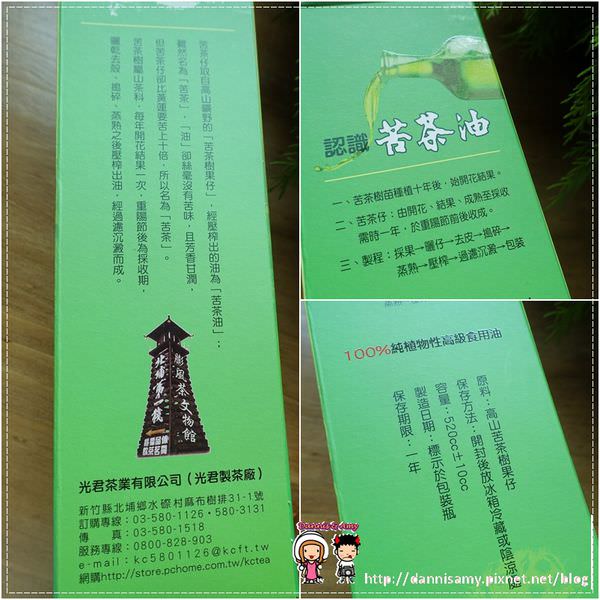 苦茶仔取自高山曠野的「苦茶樹果仔」，經壓榨出的油為「苦茶油」；
雖然名為「苦茶」，「油」卻絲毫沒有苦味，且芳香甘潤，
但苦茶仔卻比黃蓮要苦上十倍，所以名為「苦茶」。
苦茶樹屬山茶科，每年開花結果一次，重陽節後為採收期，
曬乾去殼、搗碎、蒸熟之後壓榨出油，經過濾沉澱而成。
膨風茶文物館
北埔第一棧
光君茶業有限公司（光君製茶廠）
新竹縣北埔鄉水磜村麻布樹排31-1號
訂購專線：03-580-1126‧580-3131
傳　真：03-580-1518
服務專線：0800-828-903
e-mail：kc5801126@kcft.tw
網購http://store.pchome.com.tw/kctea
認識 苦茶油
一、苦茶樹苗種植十年後，始開花結果。
二、苦茶仔：由開花、結果、成熟至採收
需時一年，於重陽節前後收成。
三、製程：採果→曬仔→去皮→搗碎→
蒸熟→壓榨→過濾沉澱→包裝
100%純植物性高級食用油
原料：高山苦茶樹果仔
保存方法：開封後放冰箱冷藏或陰涼處
容量：520cc±10cc
製造日期：標示於包裝瓶
保存期限：一年
Dannis & Amy
http://dannisamy.pixnet.net/blog